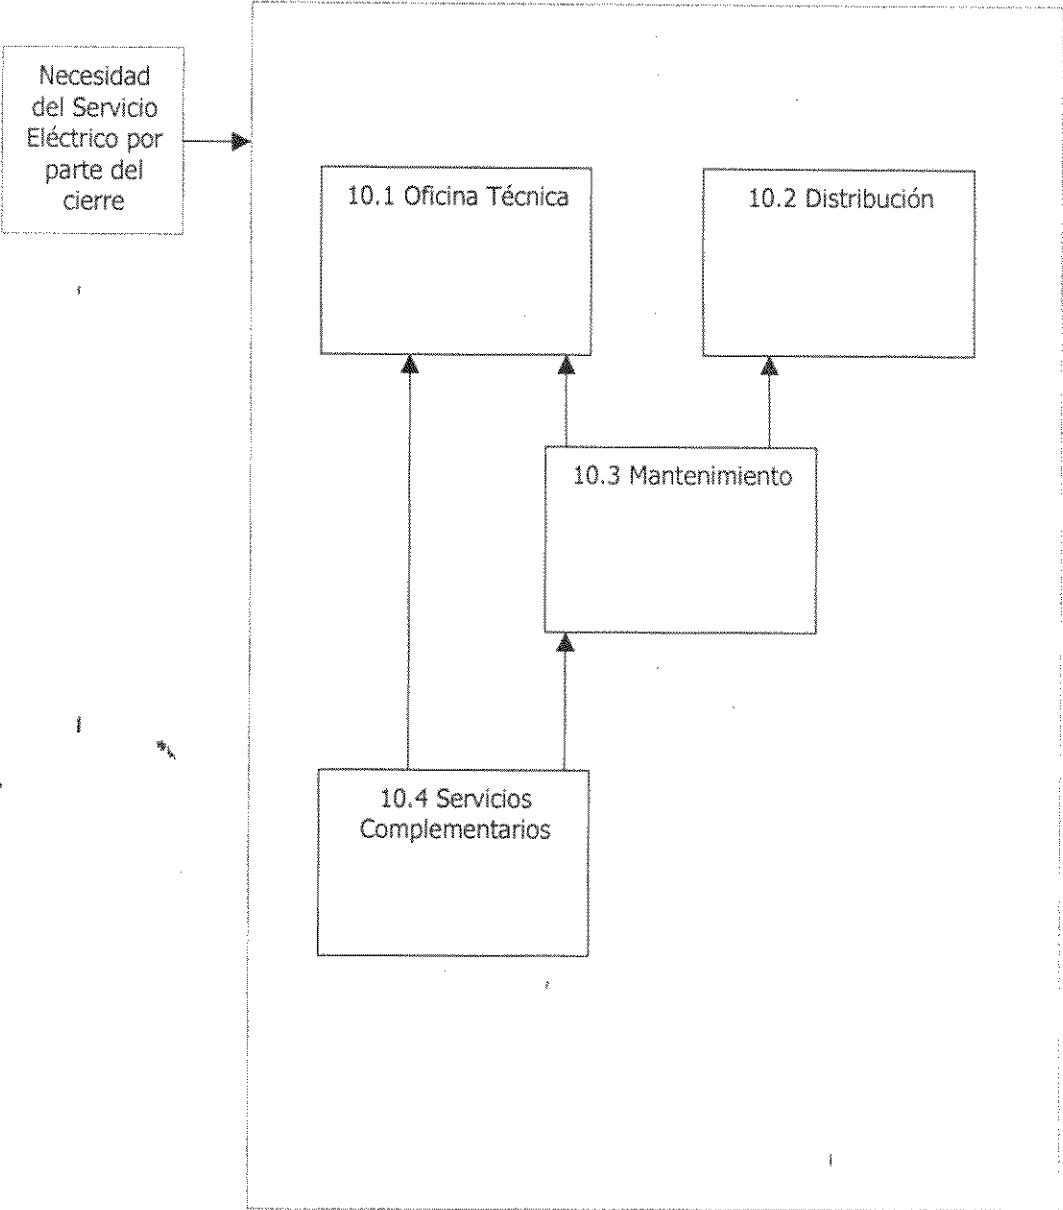 Necesidad
del Servicio
Eléctrico por
parte del
cierre
10.1 Oficina Técnica
10.2 Distribución
10.3 Mantenimiento
10.4 Servicios
Complementarios